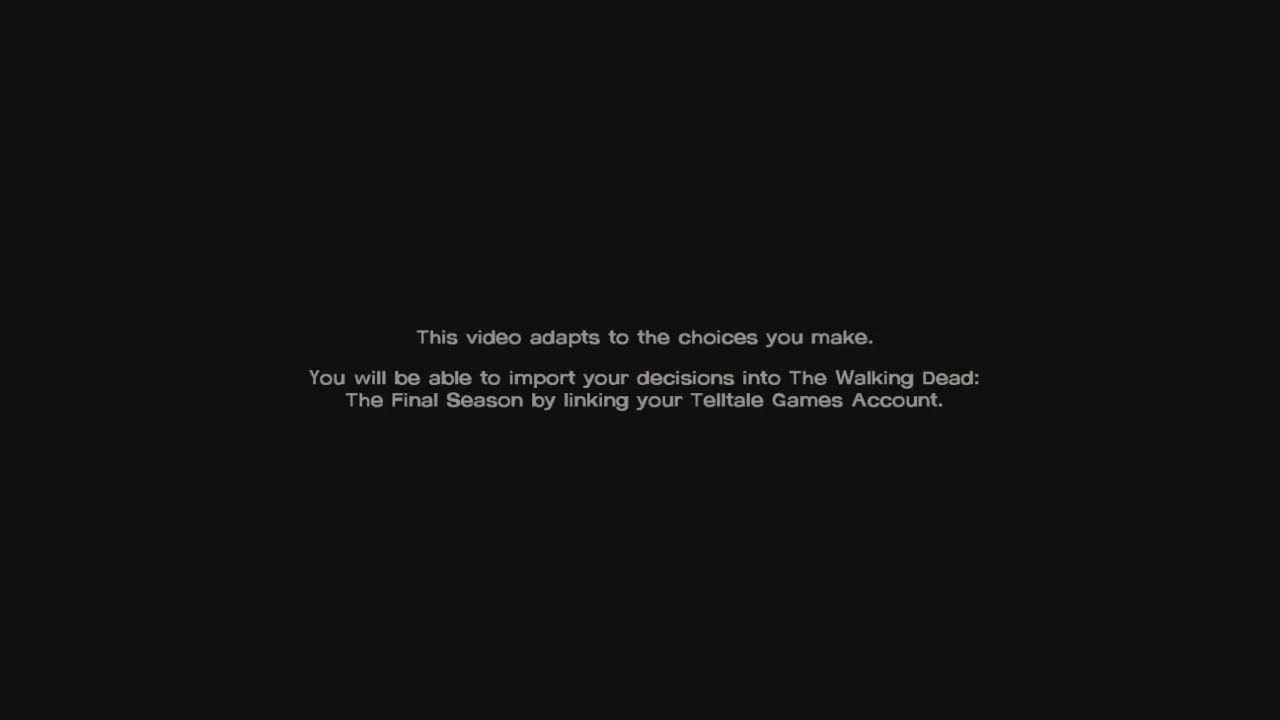 This video adapts to the choices you make.
You will be able to import your decisions into The Walking Dead:
The Final Season by linking your Telltale Games Account.